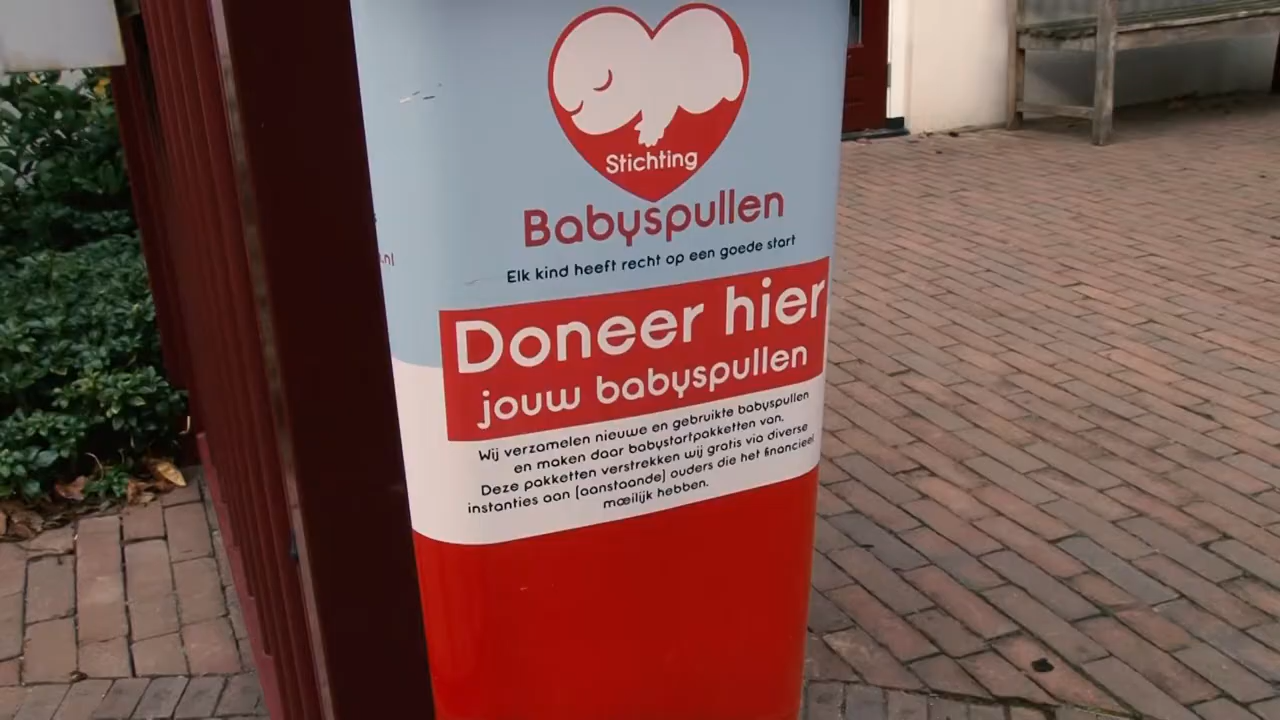 Stichting
Babyspullen
Elk kind heeft recht op een goede start
.nl
Doneer hier
jouw babyspullen
Wij verzamelen nieuwe en gebruikte babyspullen
en maken daar babystartpakketten van.
Deze pakketten verstrekken wij gratis via diverse
instanties aan (aanstaande) ouders die het financieel
moeilijk hebben.